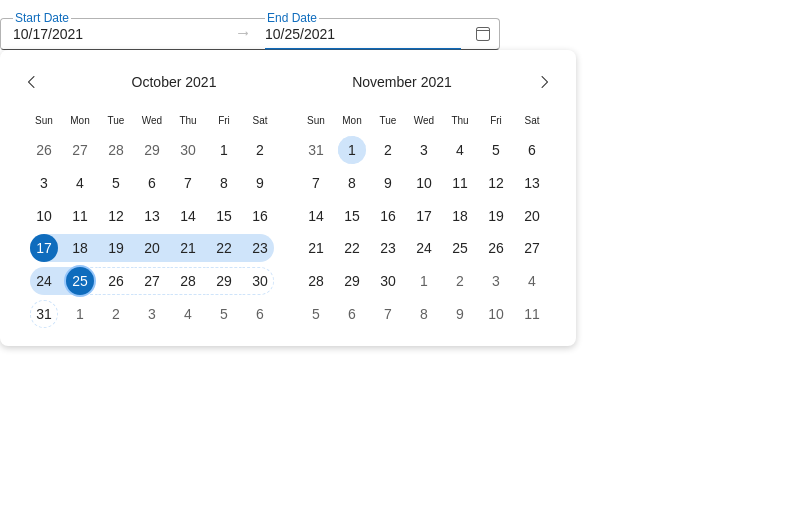 Start Date End Date
10/17/2021 → 10/25/2021
October 2021 November 2021
Sun Mon Tue Wed Thu Fri Sat Sun Mon Tue Wed Thu Fri Sat
26 27 28 29 30 1 2 31 1 2 3 4 5 6
3 4 5 6 7 8 9 7 8 9 10 11 12 13
10 11 12 13 14 15 16 14 15 16 17 18 19 20
17 18 19 20 21 22 23 21 22 23 24 25 26 27
24 25 26 27 28 29 30 28 29 30 1 2 3 4
31 1 2 3 4 5 6 5 6 7 8 9 10 11